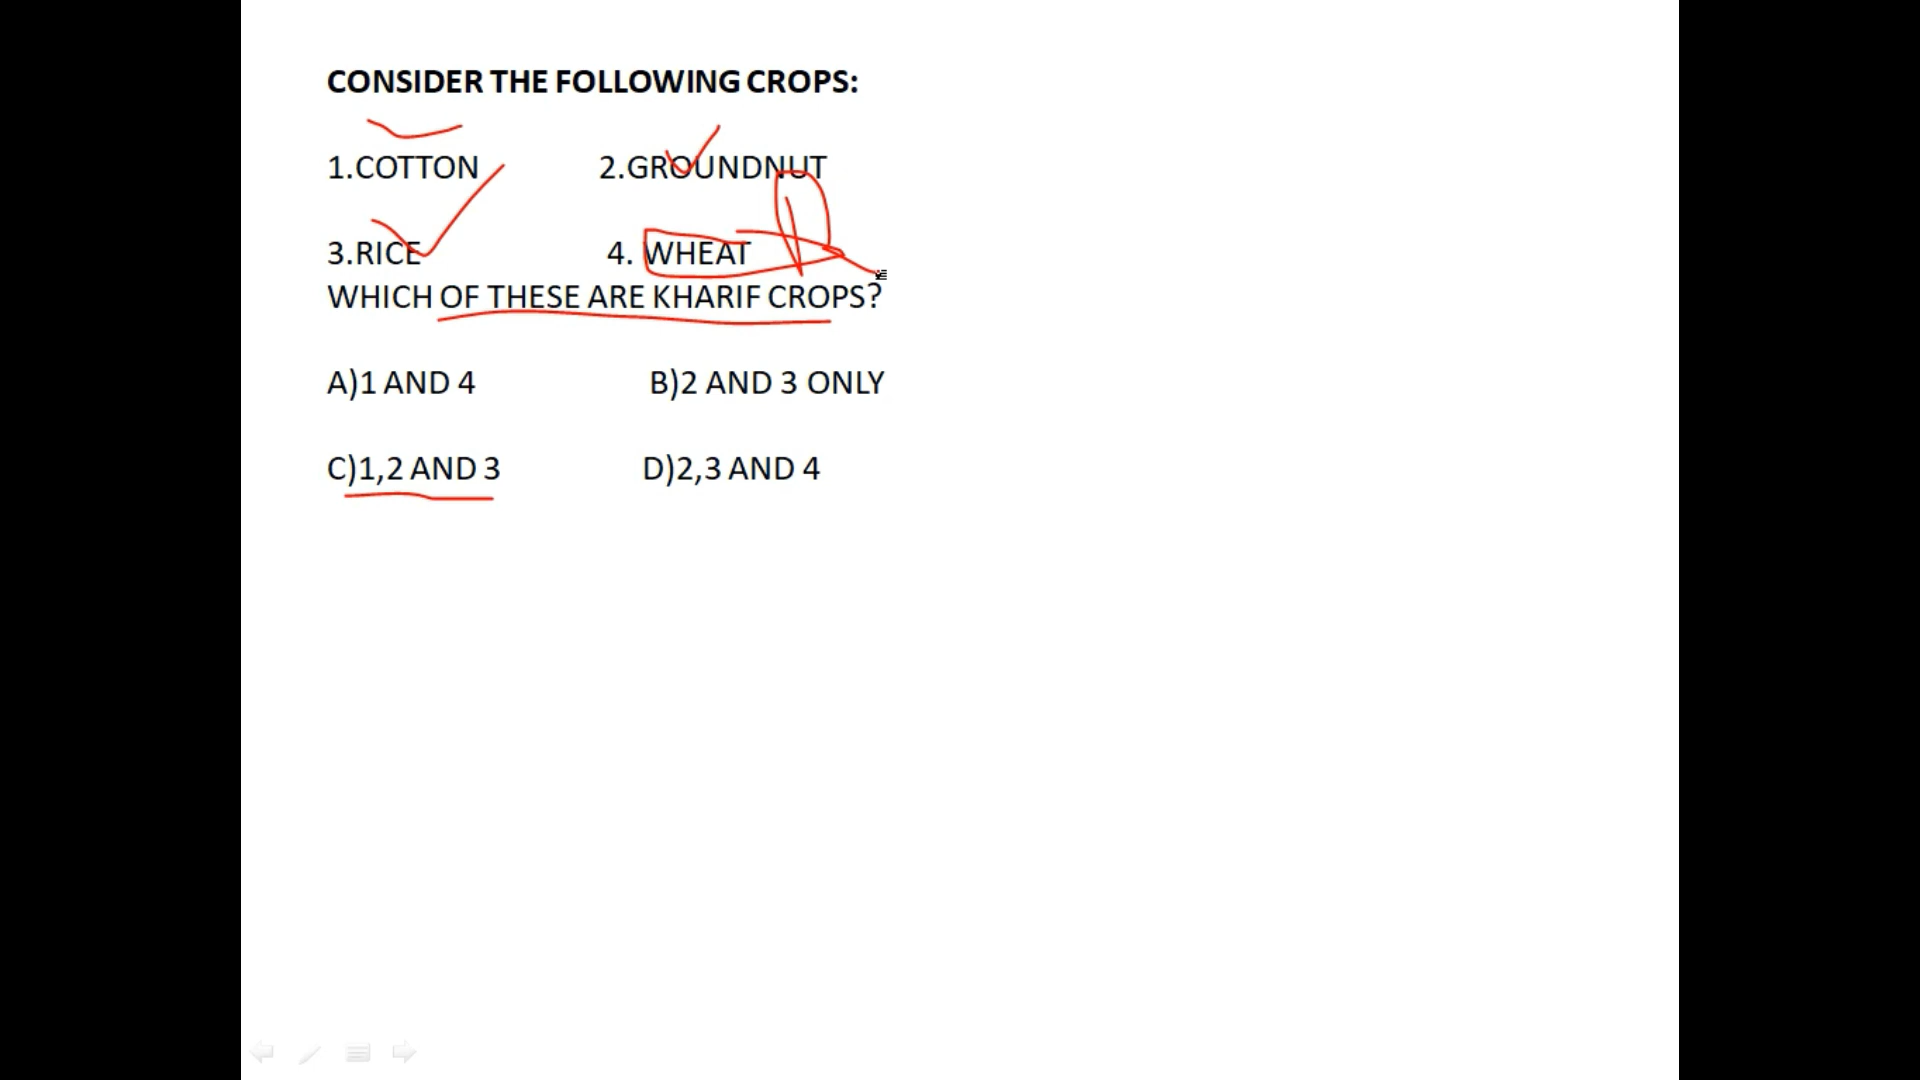 CONSIDER THE FOLLOWING CROPS:
1.COTTON 2.GROUNDNUT
3.RICE 4. WHEAT
WHICH OF THESE ARE KHARIF CROPS?
A)1 AND 4 B)2 AND 3 ONLY
C)1,2 AND 3 D)2,3 AND 4